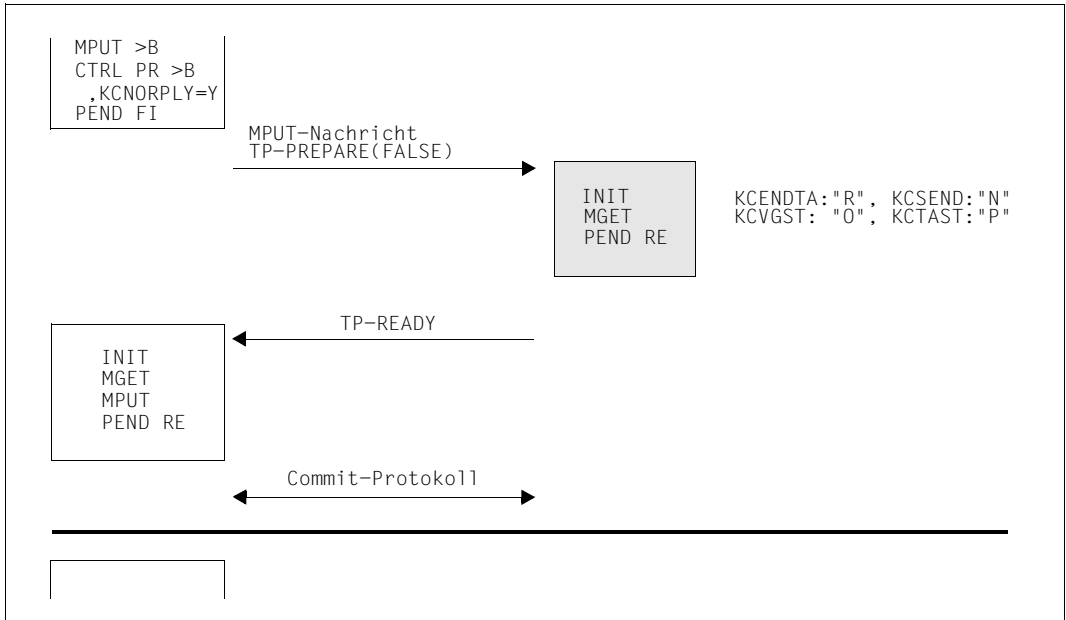 MPUT >B
CTRL PR >B
,KCNORPLY=Y
PEND FI
MPUT-Nachricht
TP-PREPARE(FALSE)
INIT
MGET
PEND RE
KCENDTA:"R", KCSEND:"N"
KCVGST: "O", KCTAST:"P"
TP-READY
INIT
MGET
MPUT
PEND RE
Commit-Protokoll